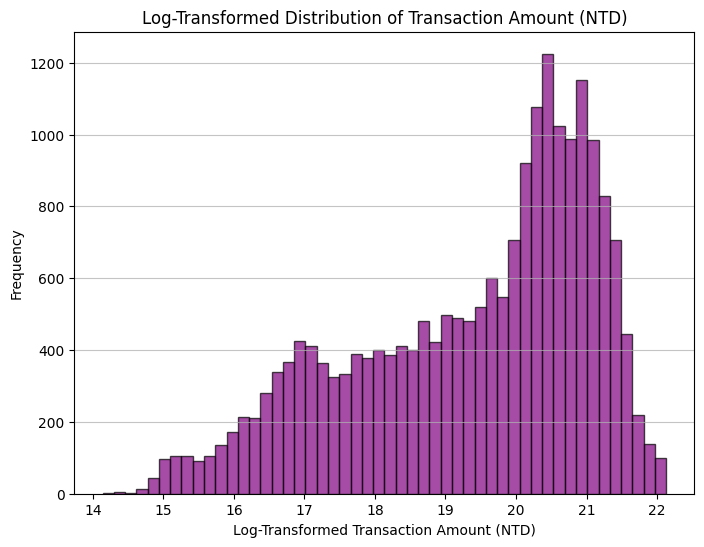 Log-Transformed Distribution of Transaction Amount (NTD)
1200
1000
800
600
400
200
0
Frequency
14 15 16 17 18 19 20 21 22
Log-Transformed Transaction Amount (NTD)